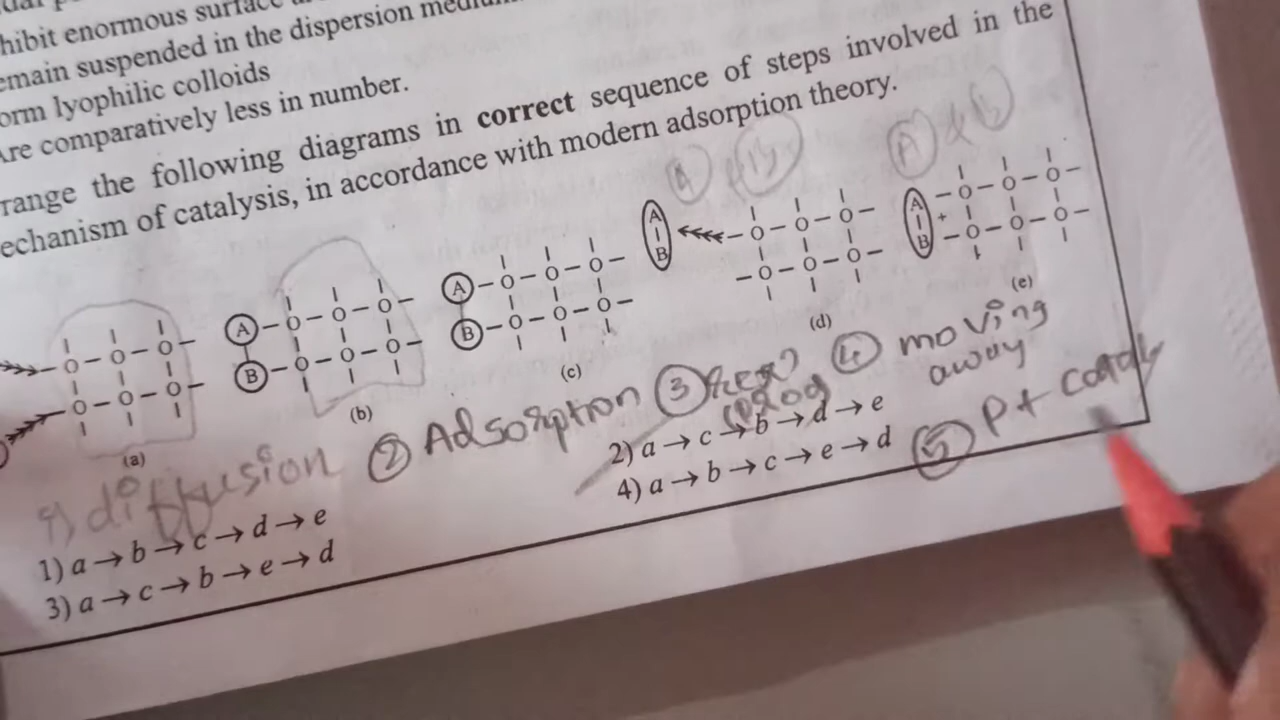 hibit enormous surface
emain suspended in the dispersion medium
orm lyophilic colloids
Are comparatively less in number.
range the following diagrams in correct sequence of steps involved in the
echanism of catalysis, in accordance with modern adsorption theory.
(a)
A
B
(b)
A
B
(c)
A
B
(d)
A
B
(e)
diffusion
② Adsorption
③
④ moving away
⑤ P +
1) a → b → c → d → e
2) a → c → b → d → e
3) a → c → b → e → d
4) a → b → c → e → d